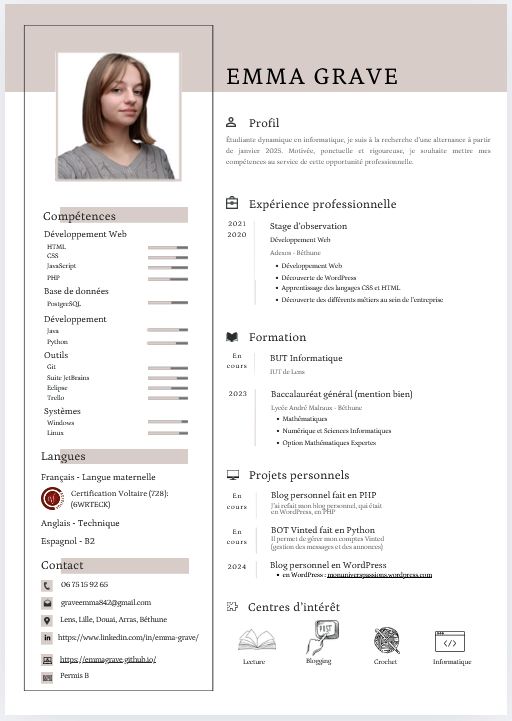 EMMA GRAVE
Profil
Étudiante dynamique en informatique, je suis à la recherche d'une alternance à partir
de janvier 2025. Motivée, ponctuelle et rigoureuse, je souhaite mettre mes
compétences au service de cette opportunité professionnelle.
Expérience professionnelle
2021
2020
Stage d'observation
Développement Web
Adexos - Béthune
Développement Web
Découverte de WordPress
Apprentissage des langages CSS et HTML
Découverte des différents métiers au sein de l'entreprise
Formation
En
cours
BUT Informatique
IUT de Lens
2023
Baccalauréat général (mention bien)
Lycée André Malraux - Béthune
Mathématiques
Numérique et Sciences Informatiques
Option Mathématiques Expertes
Projets personnels
En
cours
Blog personnel fait en PHP
J'ai refait mon blog personnel, qui était
en WordPress, en PHP
En
cours
BOT Vinted fait en Python
Il permet de gérer mon comptes Vinted
(gestion des messages et des annonces)
2024
Blog personnel en WordPress
en WordPress : monuniverspassions.wordpress.com
Centres d'intérêt
POST
Lecture
Blogging
Crochet
Informatique
Compétences
Développement Web
HTML
CSS
JavaScript
PHP
Base de données
PostgreSQL
Développement
Java
Python
Outils
Git
Suite JetBrains
Eclipse
Trello
Systèmes
Windows
Linux
Langues
Français - Langue maternelle
Certification Voltaire (728):
(6WRTECK)
Anglais - Technique
Espagnol - B2
Contact
06 75 15 92 65
graveemma842@gmail.com
Lens, Lille, Douai, Arras, Béthune
https://www.linkedin.com/in/emma-grave/
https://emmagrave.github.io/
Permis B